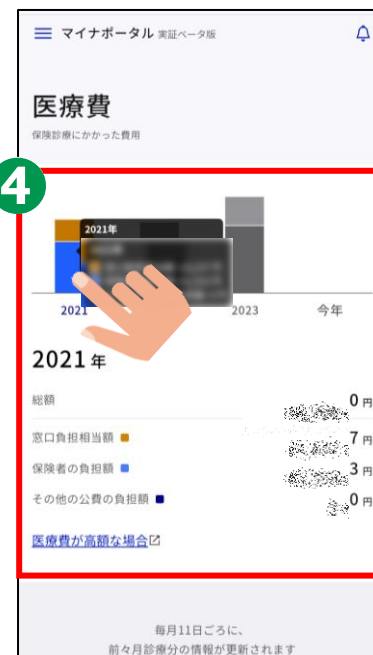 マイナポータル 実証ベータ版
医療費
保険診療にかかった費用
4
2021年
2021
2023
今年
2021年
総額
0 円
窓口負担相当額
7 円
保険者の負担額
3 円
その他の公費の負担額
0 円
医療費が高額な場合
毎月11日ごろに、
前々月診療分の情報が更新されます